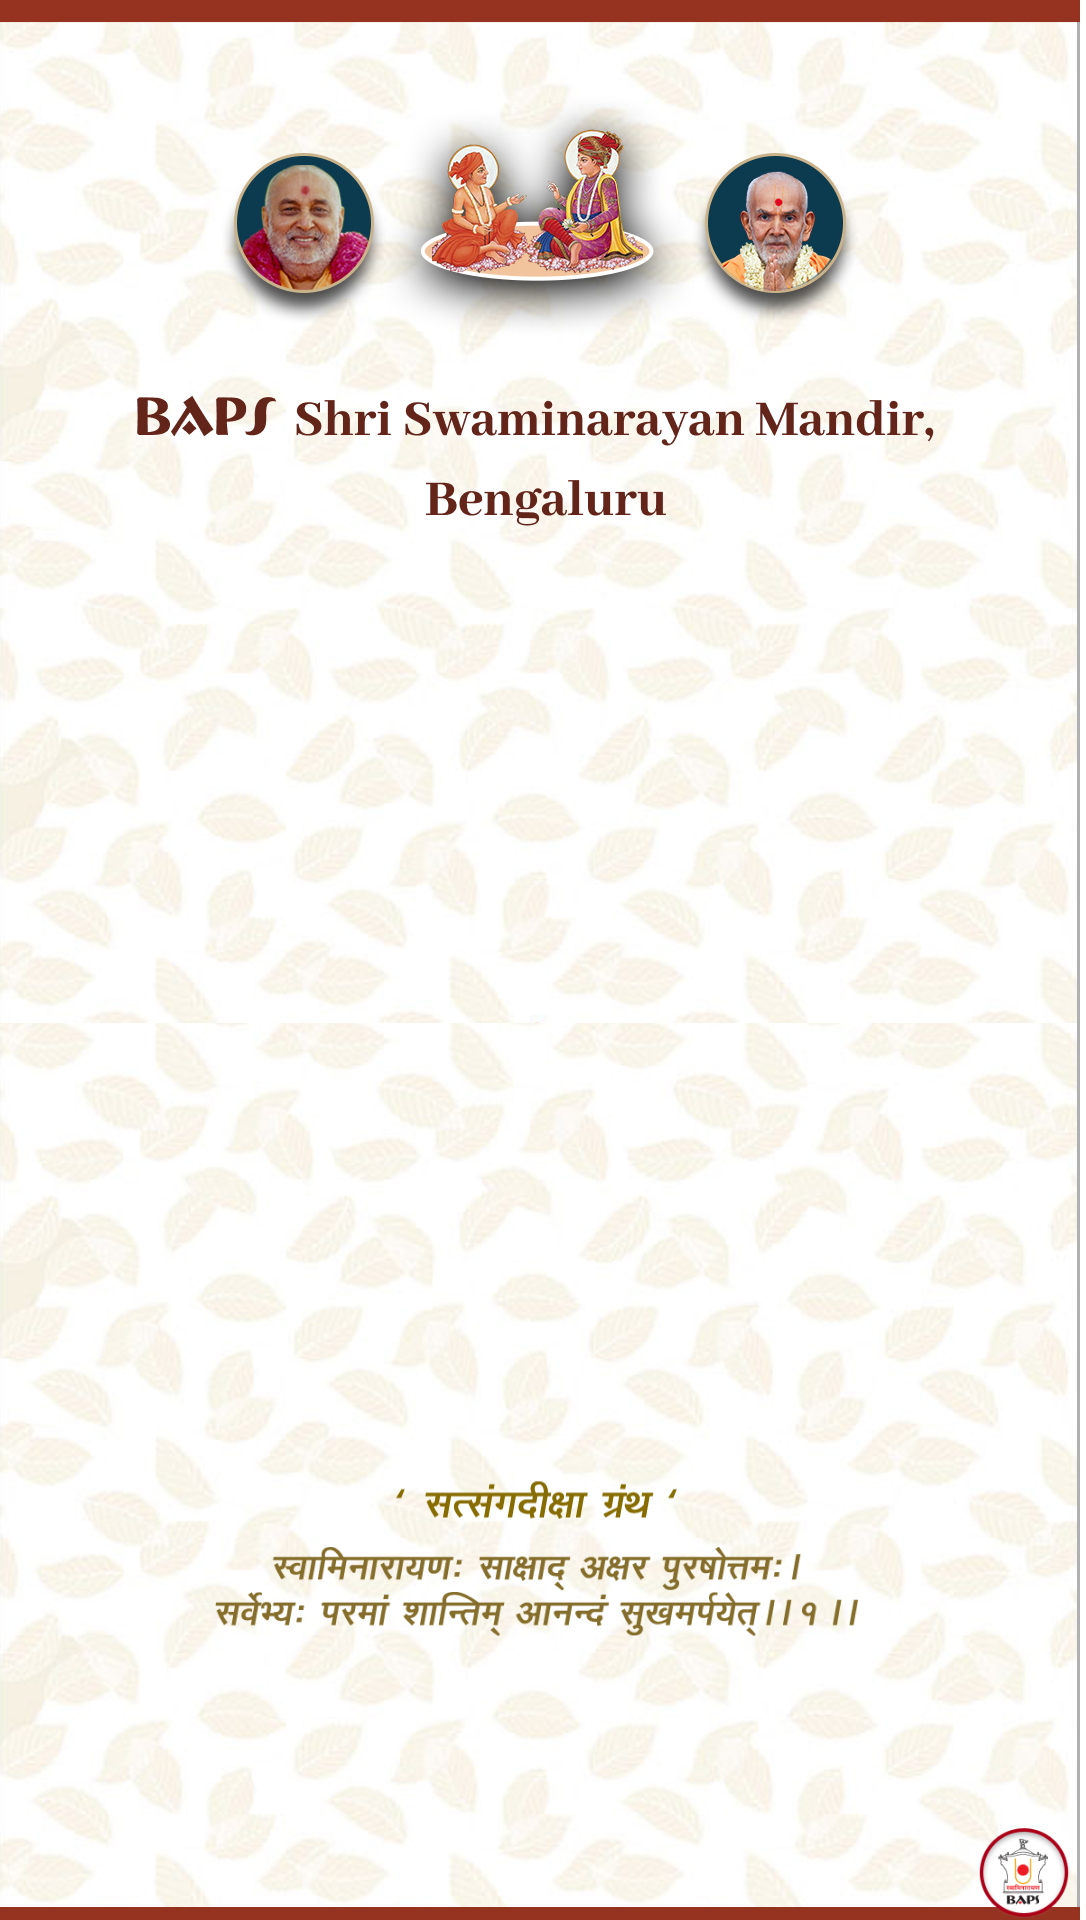 BAPS Shri Swaminarayan Mandir,
Bengaluru
‘ सत्संगदीक्षा ग्रंथ ‘
स्वामिनारायणः साक्षाद् अक्षर पुरषोत्तमः।
सर्वेभ्यः परमां शान्तिम् आनन्दं सुखमर्पयेत्।।१।।
स्वामिनारायण
BAPS